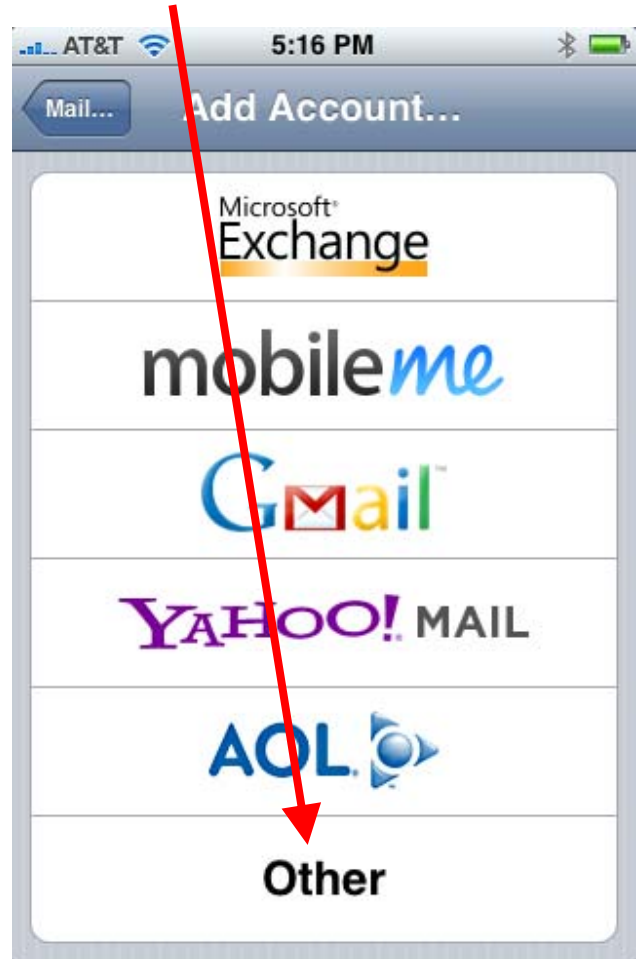 AT&T 5:16 PM
Mail... Add Account...
Microsoft®
Exchange
mobileme
Gmail™
YAHOO!® MAIL
AOL®
Other